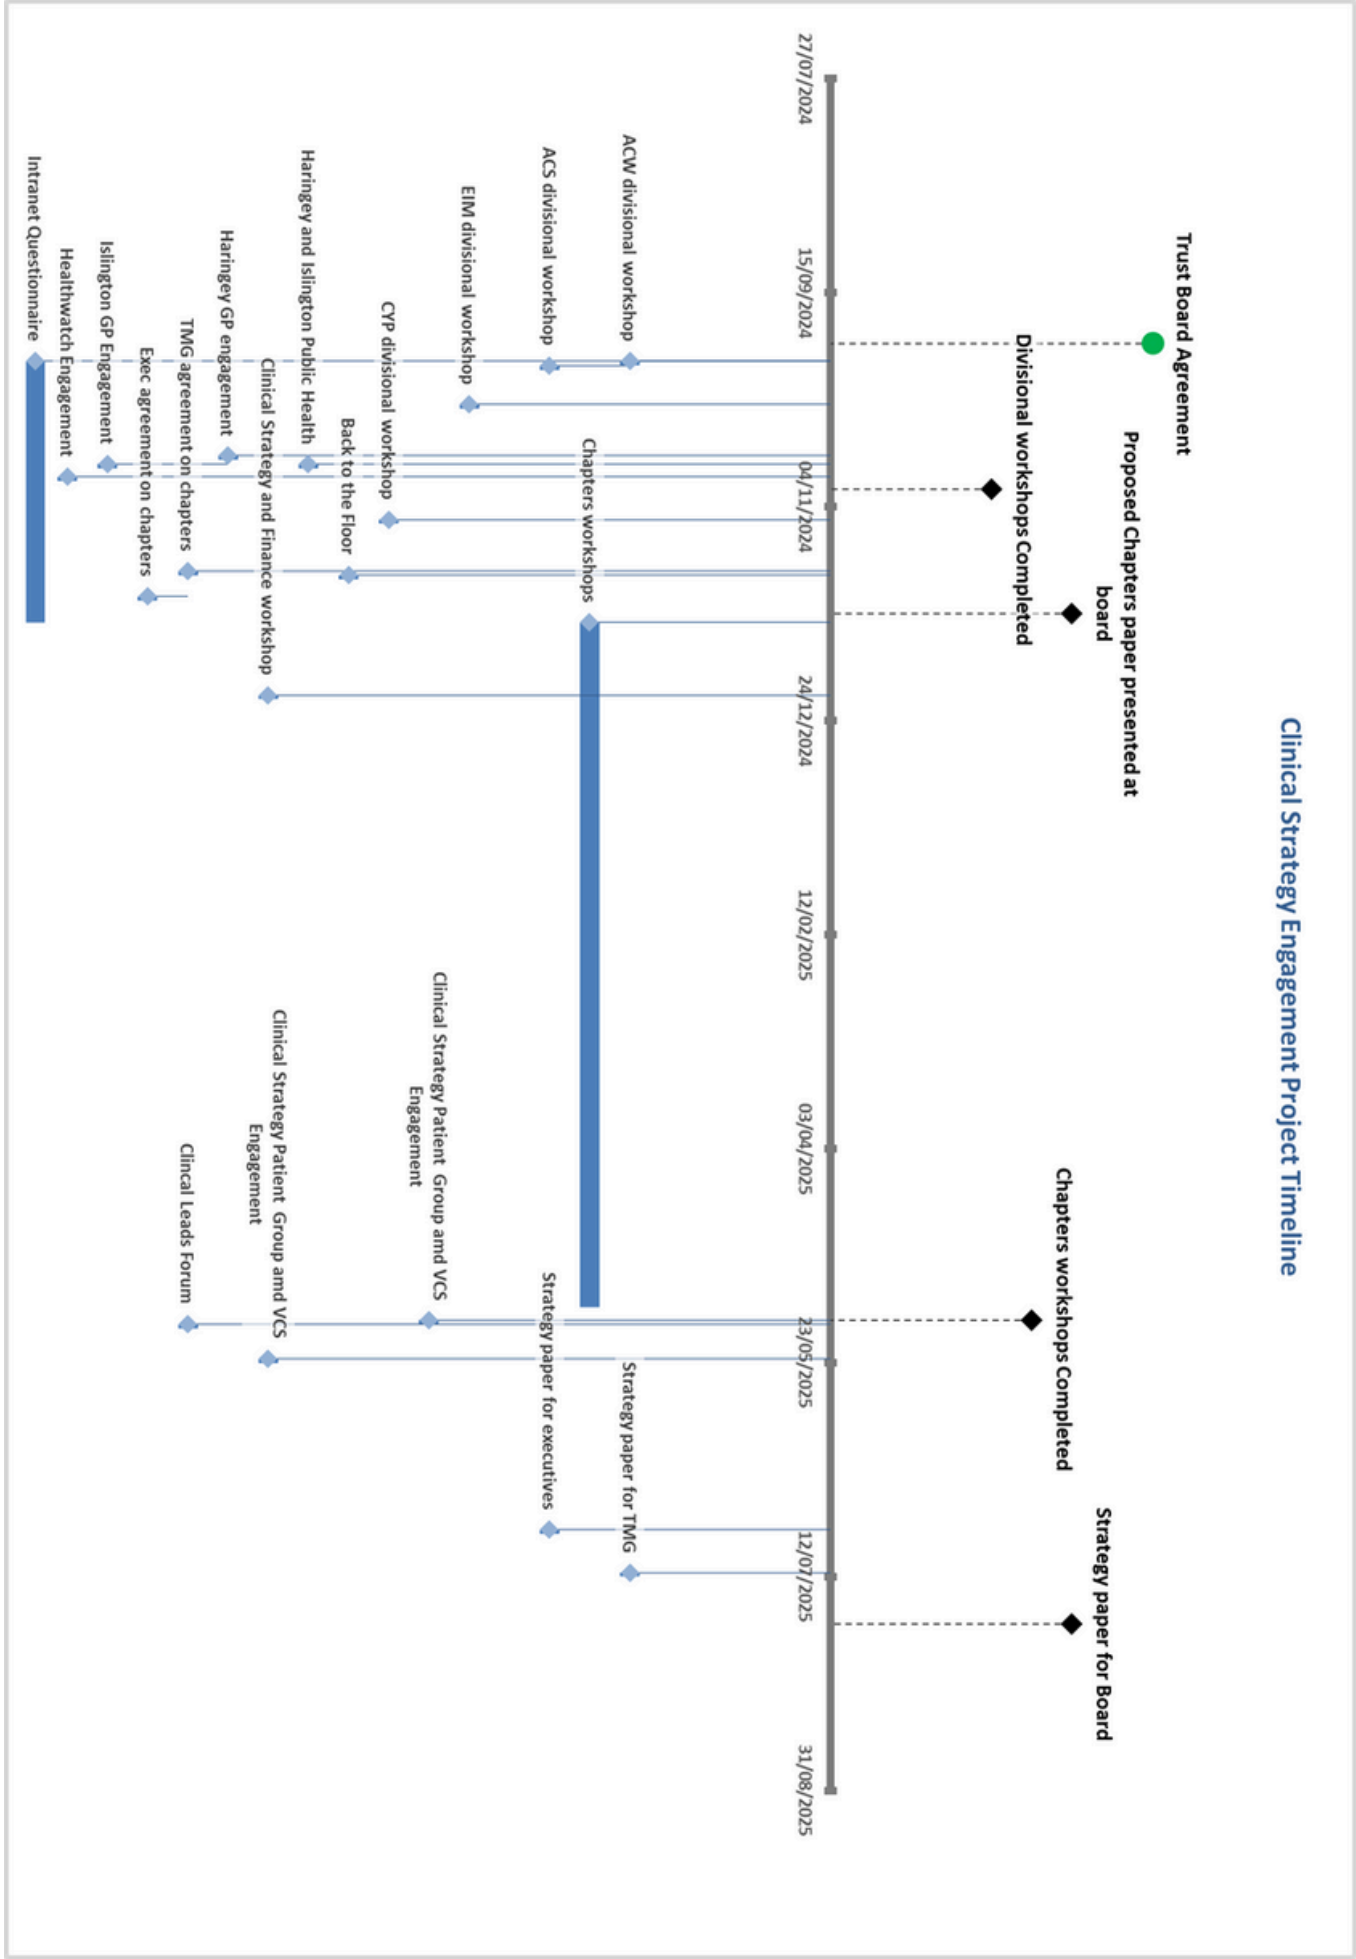 Clinical Strategy Engagement Project Timeline
Trust Board Agreement
Proposed Chapters paper presented at
board
Strategy paper for Board
Chapters workshops Completed
Divisional workshops Completed
27/07/2024
15/09/2024
04/11/2024
24/12/2024
12/02/2025
03/04/2025
23/05/2025
12/07/2025
31/08/2025
ACW divisional workshop
Strategy paper for TMG
Chapters workshops
ACS divisional workshop
Strategy paper for executives
EIM divisional workshop
Clinical Strategy Patient Group amd VCS
Engagement
CYP divisional workshop
Back to the Floor
Haringey and Islington Public Health
Clinical Strategy and Finance workshop
Clinical Strategy Patient Group amd VCS
Engagement
Haringey GP engagement
TMG agreement on chapters
Clincal Leads Forum
Exec agreement on chapters
Islington GP Engagement
Healthwatch Engagement
Intranet Questionnaire